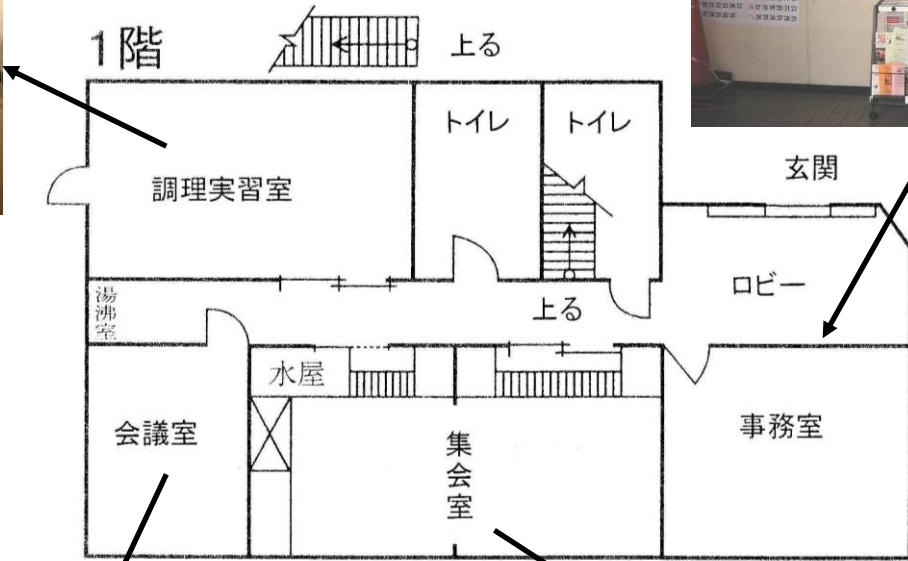 1階
上る
トイレ
トイレ
玄関
調理実習室
ロビー
湯沸室
上る
水屋
会議室
集会室
事務室